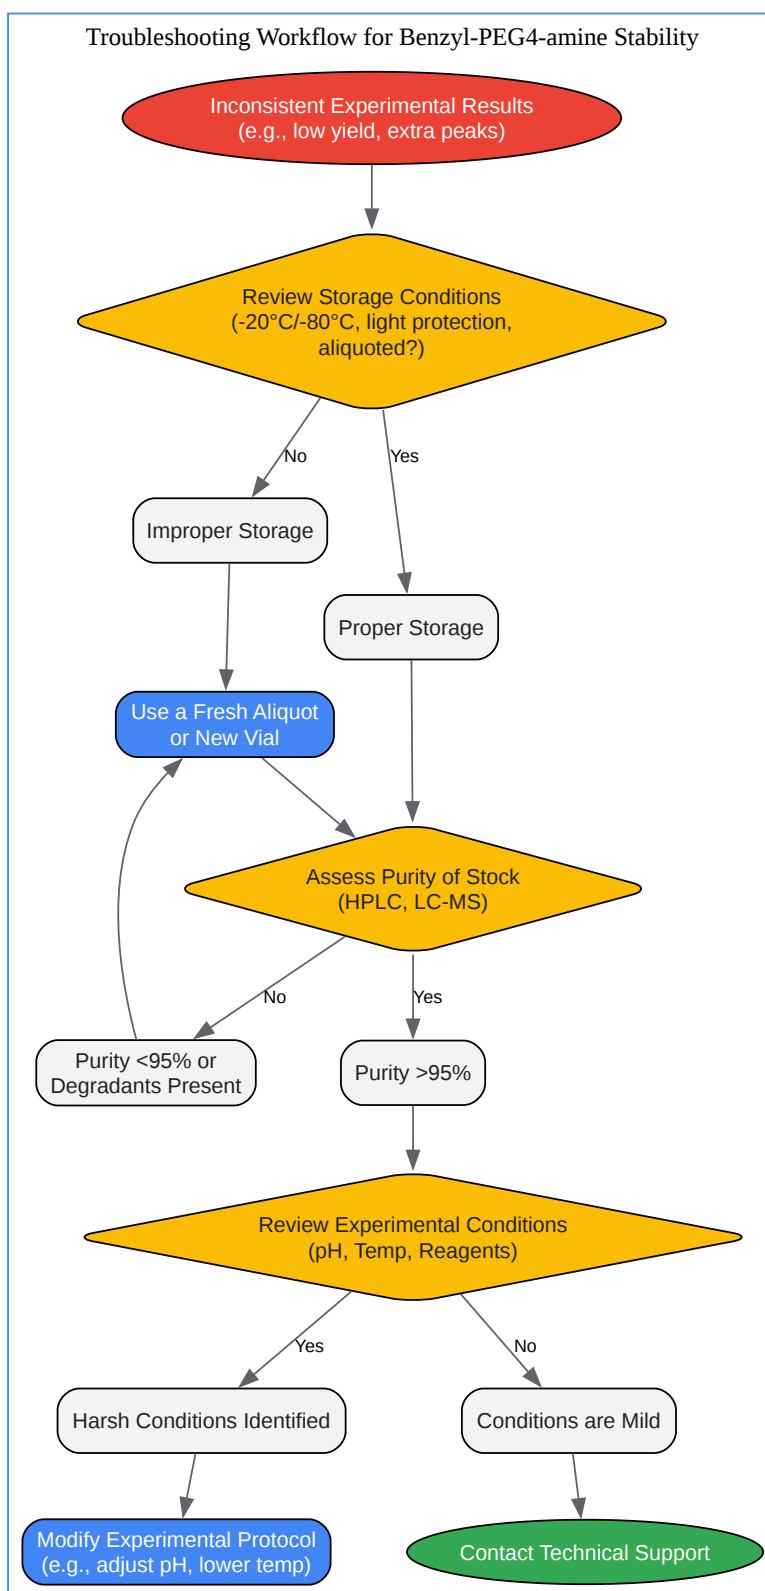 Troubleshooting Workflow for Benzyl-PEG4-amine Stability
Inconsistent Experimental Results
(e.g., low yield, extra peaks)
Review Storage Conditions
(-20°C/-80°C, light protection,
aliquoted?)
No
Yes
Improper Storage
Proper Storage
Use a Fresh Aliquot
or New Vial
Assess Purity of Stock
(HPLC, LC-MS)
No
Yes
Purity <95% or
Degradants Present
Purity >95%
Review Experimental Conditions
(pH, Temp, Reagents)
Yes
No
Harsh Conditions Identified
Conditions are Mild
Modify Experimental Protocol
(e.g., adjust pH, lower temp)
Contact Technical Support